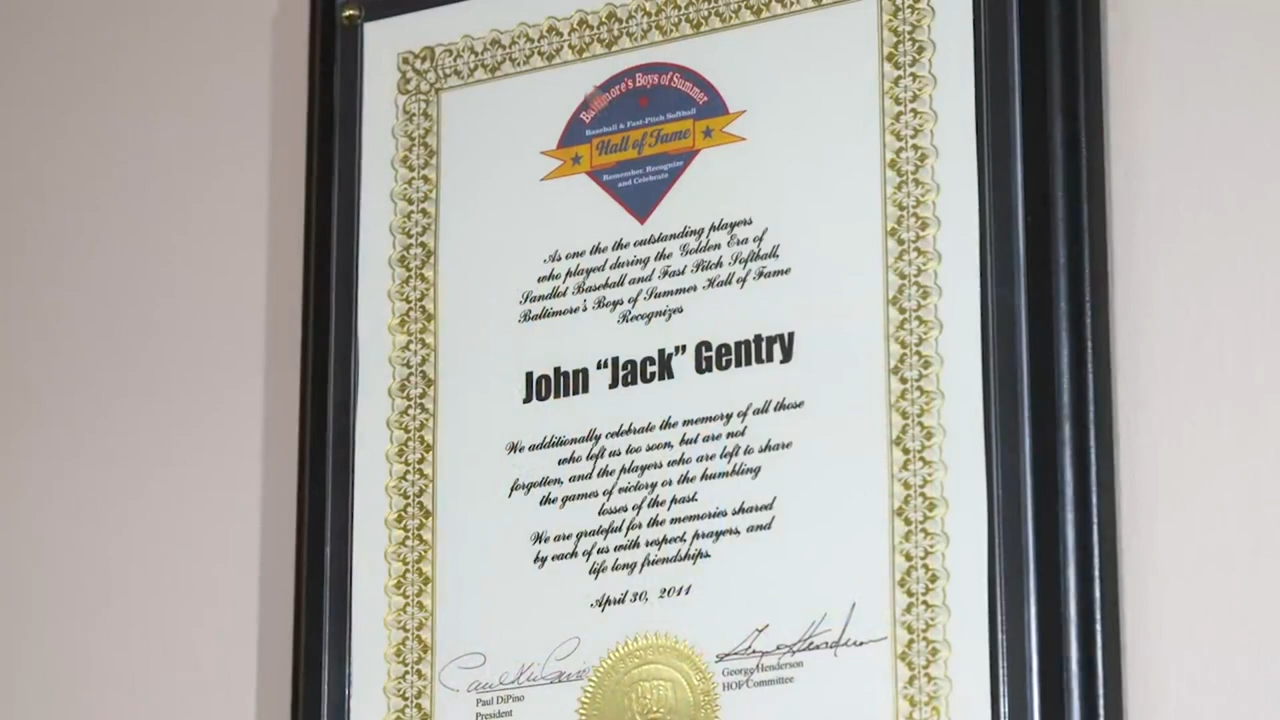 Baltimore's Boys of Summer
Baseball & Fast-Pitch Softball
Hall of Fame
Remember, Recognize
and Celebrate
As one the the outstanding players
who played during the Golden Era of
Sandlot Baseball and Fast Pitch Softball,
Baltimore's Boys of Summer Hall of Fame
Recognizes
John “Jack” Gentry
We additionally celebrate the memory of all those
who left us too soon, but are not
forgotten, and the players who are left to share
the games of victory or the humbling
losses of the past.
We are grateful for the memories shared
by each of us with respect, prayers, and
life long friendships.
April 30, 2011
Paul DiPino
President
George Henderson
HOF Committee